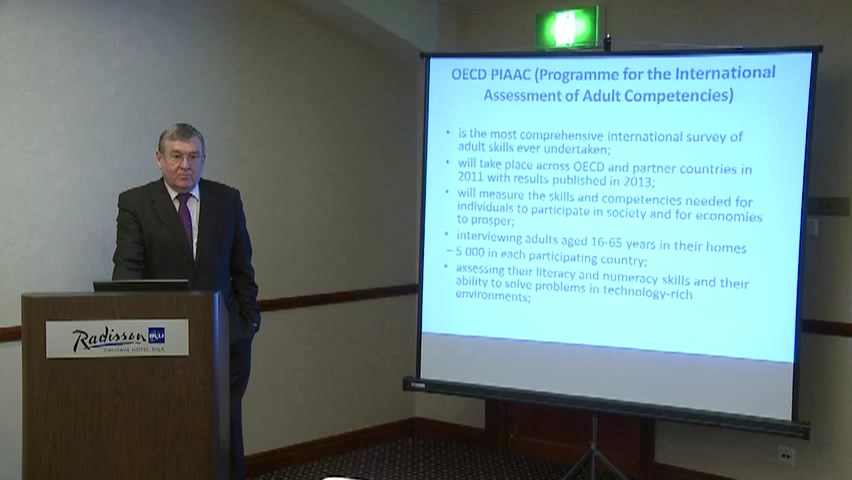 OECD PIAAC (Programme for the International
Assessment of Adult Competencies)
• is the most comprehensive international survey of
adult skills ever undertaken;
• will take place across OECD and partner countries in
2011 with results published in 2013;
• will measure the skills and competencies needed for
individuals to participate in society and for economies
to prosper;
• interviewing adults aged 16-65 years in their homes
– 5 000 in each participating country;
• assessing their literacy and numeracy skills and their
ability to solve problems in technology-rich
environments;
Radisson
BLU
HOTEL, RIGA